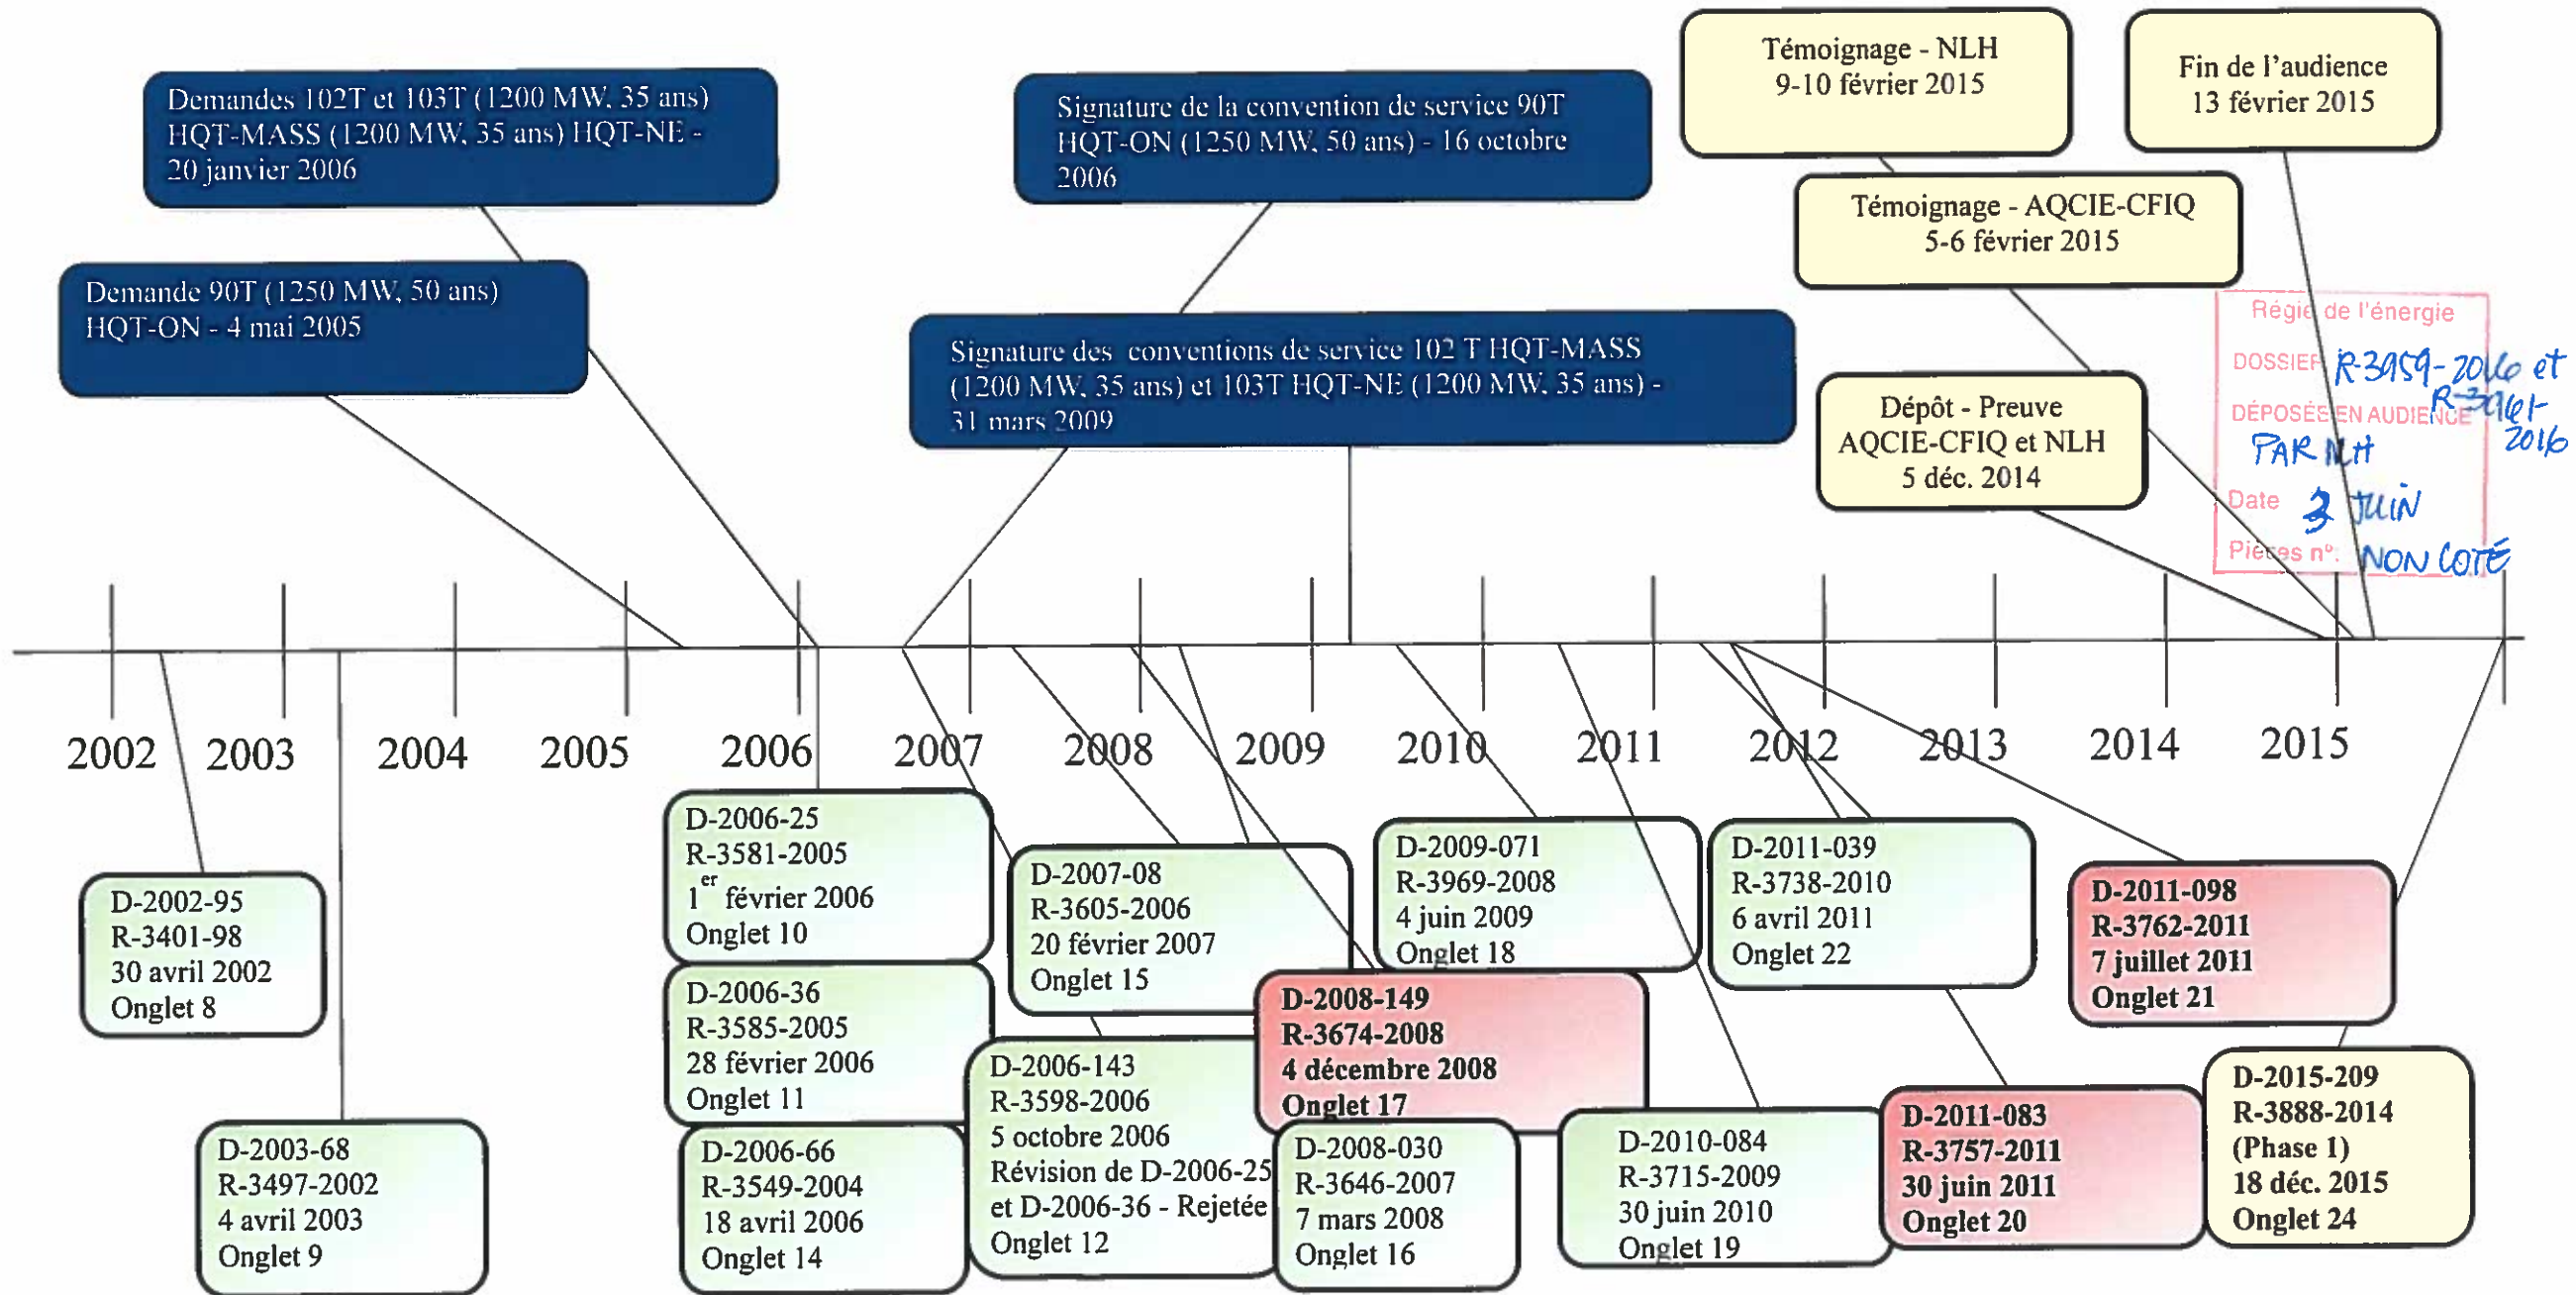 Demandes 102T et 103T (1200 MW, 35 ans)
HQT-MASS (1200 MW, 35 ans) HQT-NE -
20 janvier 2006
Demande 90T (1250 MW, 50 ans)
HQT-ON - 4 mai 2005
Signature de la convention de service 90T
HQT-ON (1250 MW, 50 ans) - 16 octobre
2006
Signature des conventions de service 102 T HQT-MASS
(1200 MW, 35 ans) et 103T HQT-NE (1200 MW, 35 ans) -
31 mars 2009
Témoignage - NLH
9-10 février 2015
Fin de l'audience
13 février 2015
Témoignage - AQCIE-CFIQ
5-6 février 2015
Dépôt - Preuve
AQCIE-CFIQ et NLH
5 déc. 2014
Régie de l'énergie
DOSSIER R-3959-2016 et
R-3961-
2016
DÉPOSÉE EN AUDIENCE
PAR NLH
Date 3 JUIN
Pièces nº: NON COTÉ
2002 2003 2004 2005 2006 2007 2008 2009 2010 2011 2012 2013 2014 2015
D-2002-95
R-3401-98
30 avril 2002
Onglet 8
D-2003-68
R-3497-2002
4 avril 2003
Onglet 9
D-2006-25
R-3581-2005
1er février 2006
Onglet 10
D-2006-36
R-3585-2005
28 février 2006
Onglet 11
D-2006-66
R-3549-2004
18 avril 2006
Onglet 14
D-2007-08
R-3605-2006
20 février 2007
Onglet 15
D-2006-143
R-3598-2006
5 octobre 2006
Révision de D-2006-25
et D-2006-36 - Rejetée
Onglet 12
D-2008-149
R-3674-2008
4 décembre 2008
Onglet 17
D-2008-030
R-3646-2007
7 mars 2008
Onglet 16
D-2009-071
R-3969-2008
4 juin 2009
Onglet 18
D-2010-084
R-3715-2009
30 juin 2010
Onglet 19
D-2011-039
R-3738-2010
6 avril 2011
Onglet 22
D-2011-083
R-3757-2011
30 juin 2011
Onglet 20
D-2011-098
R-3762-2011
7 juillet 2011
Onglet 21
D-2015-209
R-3888-2014
(Phase 1)
18 déc. 2015
Onglet 24